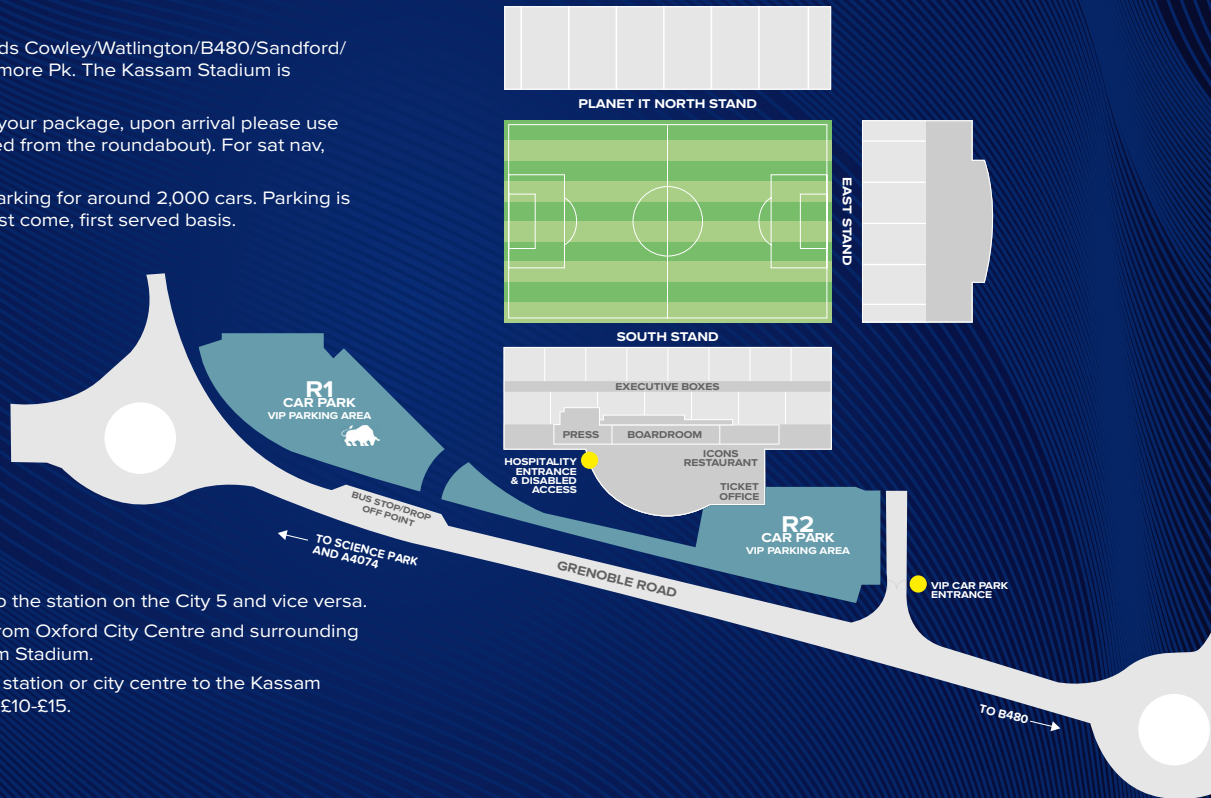 ds Cowley/Watlington/B480/Sandford/
more Pk. The Kassam Stadium is
your package, upon arrival please use
ed from the roundabout). For sat nav,
arking for around 2,000 cars. Parking is
st come, first served basis.
PLANET IT NORTH STAND
EAST STAND
SOUTH STAND
EXECUTIVE BOXES
PRESS
BOARDROOM
ICONS
RESTAURANT
TICKET
OFFICE
HOSPITALITY
ENTRANCE
& DISABLED
ACCESS
R1
CAR PARK
VIP PARKING AREA
BUS STOP/DROP
OFF POINT
TO SCIENCE PARK
AND A4074
GRENOBLE ROAD
R2
CAR PARK
VIP PARKING AREA
VIP CAR PARK
ENTRANCE
TO B480
o the station on the City 5 and vice versa.
rom Oxford City Centre and surrounding
m Stadium.
station or city centre to the Kassam
£10-£15.